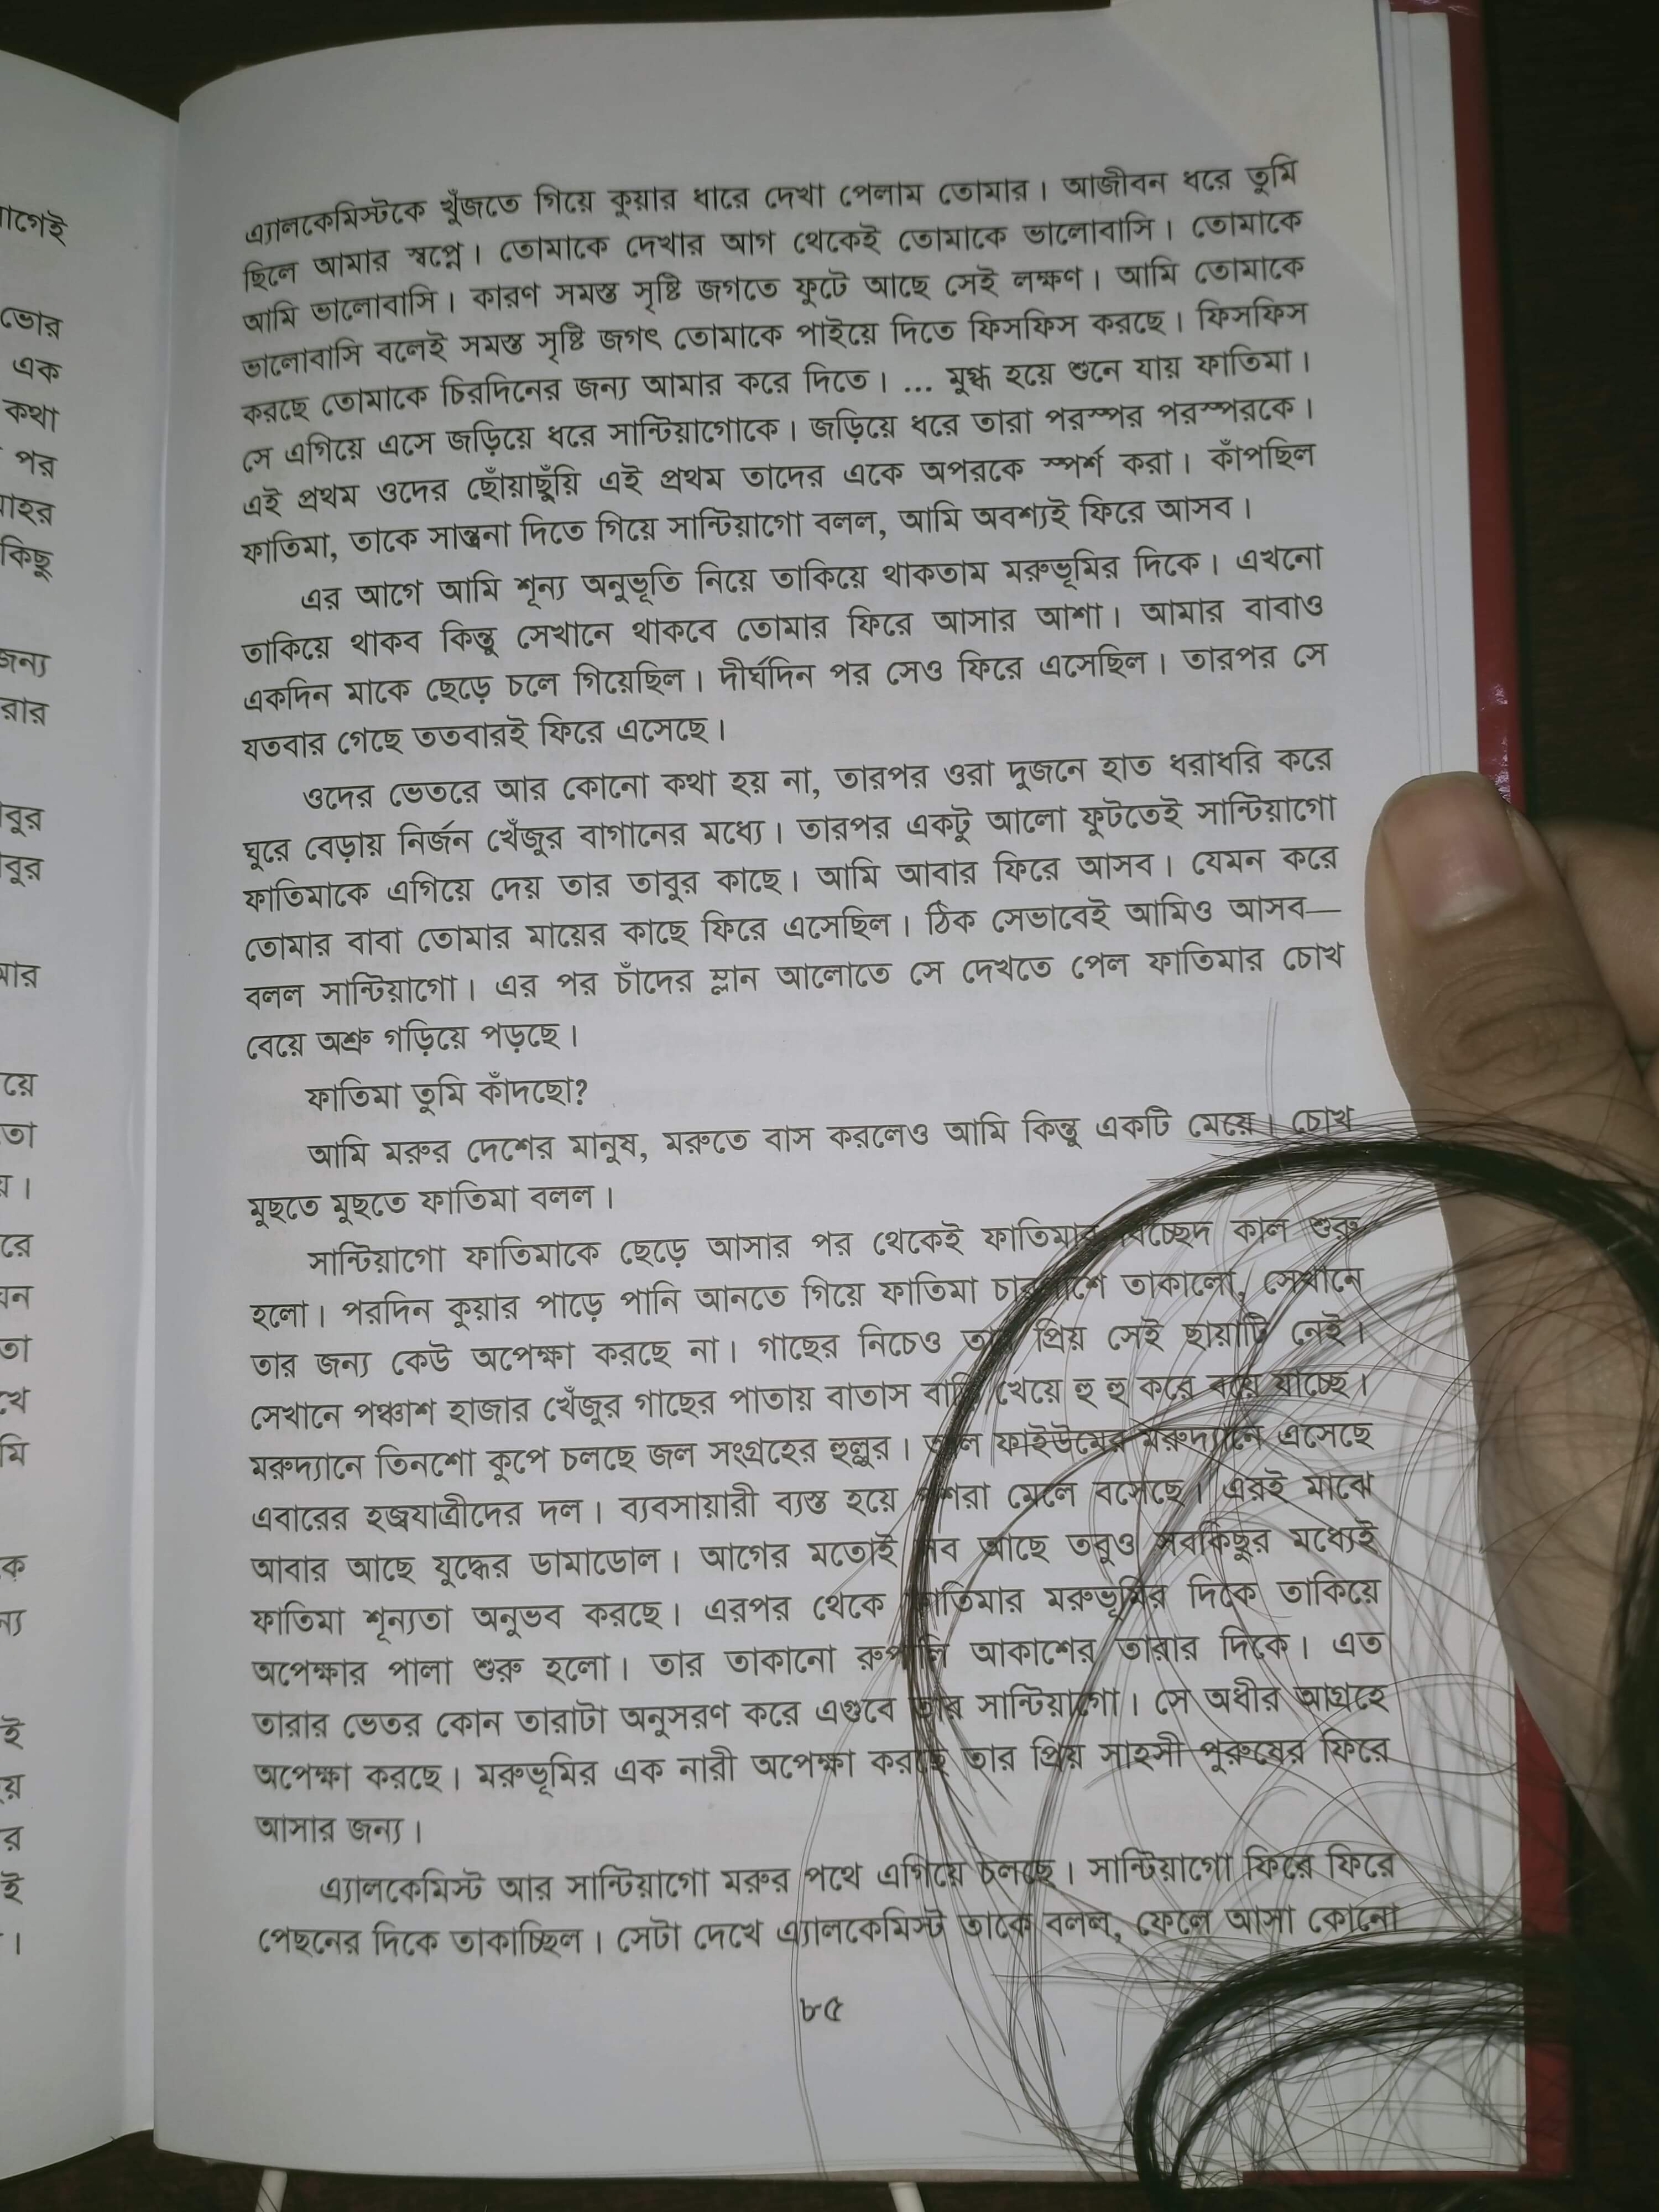 এ্যালকেমিস্টকে খুঁজতে গিয়ে কুয়ার ধারে দেখা পেলাম তোমার। আজীবন ধরে তুমি
ছিলে আমার স্বপ্নে। তোমাকে দেখার আগ থেকেই তোমাকে ভালোবাসি। তোমাকে
আমি ভালোবাসি। কারণ সমস্ত সৃষ্টি জগতে ফুটে আছে সেই লক্ষণ। আমি তোমাকে
ভালোবাসি বলেই সমস্ত সৃষ্টি জগৎ তোমাকে পাইয়ে দিতে ফিসফিস করছে। ফিসফিস
করছে তোমাকে চিরদিনের জন্য আমার করে দিতে। ... মুগ্ধ হয়ে শুনে যায় ফাতিমা।
সে এগিয়ে এসে জড়িয়ে ধরে সান্টিয়াগোকে। জড়িয়ে ধরে তারা পরস্পর পরস্পরকে।
এই প্রথম ওদের ছোঁয়াছুঁয়ি এই প্রথম তাদের একে অপরকে স্পর্শ করা। কাঁপছিল
ফাতিমা, তাকে সান্ত্বনা দিতে গিয়ে সান্টিয়াগো বলল, আমি অবশ্যই ফিরে আসব।
এর আগে আমি শূন্য অনুভূতি নিয়ে তাকিয়ে থাকতাম মরুভূমির দিকে। এখনো
তাকিয়ে থাকব কিন্তু সেখানে থাকবে তোমার ফিরে আসার আশা। আমার বাবাও
একদিন মাকে ছেড়ে চলে গিয়েছিল। দীর্ঘদিন পর সেও ফিরে এসেছিল। তারপর সে
যতবার গেছে ততবারই ফিরে এসেছে।
ওদের ভেতরে আর কোনো কথা হয় না, তারপর ওরা দুজনে হাত ধরাধরি করে
ঘুরে বেড়ায় নির্জন খেঁজুর বাগানের মধ্যে। তারপর একটু আলো ফুটতেই সান্টিয়াগো
ফাতিমাকে এগিয়ে দেয় তার তাবুর কাছে। আমি আবার ফিরে আসব। যেমন করে
তোমার বাবা তোমার মায়ের কাছে ফিরে এসেছিল। ঠিক সেভাবেই আমিও আসব—
বলল সান্টিয়াগো। এর পর চাঁদের ম্লান আলোতে সে দেখতে পেল ফাতিমার চোখ
বেয়ে অশ্রু গড়িয়ে পড়ছে।
ফাতিমা তুমি কাঁদছো?
আমি মরুর দেশের মানুষ, মরুতে বাস করলেও আমি কিন্তু একটি মেয়ে। চোখ
মুছতে মুছতে ফাতিমা বলল।
সান্টিয়াগো ফাতিমাকে ছেড়ে আসার পর থেকেই ফাতিমার বিচ্ছেদ কাল শুরু
হলো। পরদিন কুয়ার পাড়ে পানি আনতে গিয়ে ফাতিমা চারপাশে তাকালো, সেখানে
তার জন্য কেউ অপেক্ষা করছে না। গাছের নিচেও তার প্রিয় সেই ছায়াটি নেই।
সেখানে পঞ্চাশ হাজার খেঁজুর গাছের পাতায় বাতাস বাড়ি খেয়ে হু হু করে বয়ে যাচ্ছে।
মরুদ্যানে তিনশো কুপে চলছে জল সংগ্রহের হুল্লুর। আল ফাইউমের মরুদ্যানে এসেছে
এবারের হজ্বযাত্রীদের দল। ব্যবসায়ারী ব্যস্ত হয়ে পশরা মেলে বসেছে। এরই মাঝে
আবার আছে যুদ্ধের ডামাডোল। আগের মতোই সব আছে তবুও সবকিছুর মধ্যেই
ফাতিমা শূন্যতা অনুভব করছে। এরপর থেকে ফাতিমার মরুভূমির দিকে তাকিয়ে
অপেক্ষার পালা শুরু হলো। তার তাকানো রুপালি আকাশের তারার দিকে। এত
তারার ভেতর কোন তারাটা অনুসরণ করে এগুবে তার সান্টিয়াগো। সে অধীর আগ্রহে
অপেক্ষা করছে। মরুভূমির এক নারী অপেক্ষা করছে তার প্রিয় সাহসী পুরুষের ফিরে
আসার জন্য।
এ্যালকেমিস্ট আর সান্টিয়াগো মরুর পথে এগিয়ে চলছে। সান্টিয়াগো ফিরে ফিরে
পেছনের দিকে তাকাচ্ছিল। সেটা দেখে এ্যালকেমিস্ট তাকে বলল, ফেলে আসা কোনো
৮৫